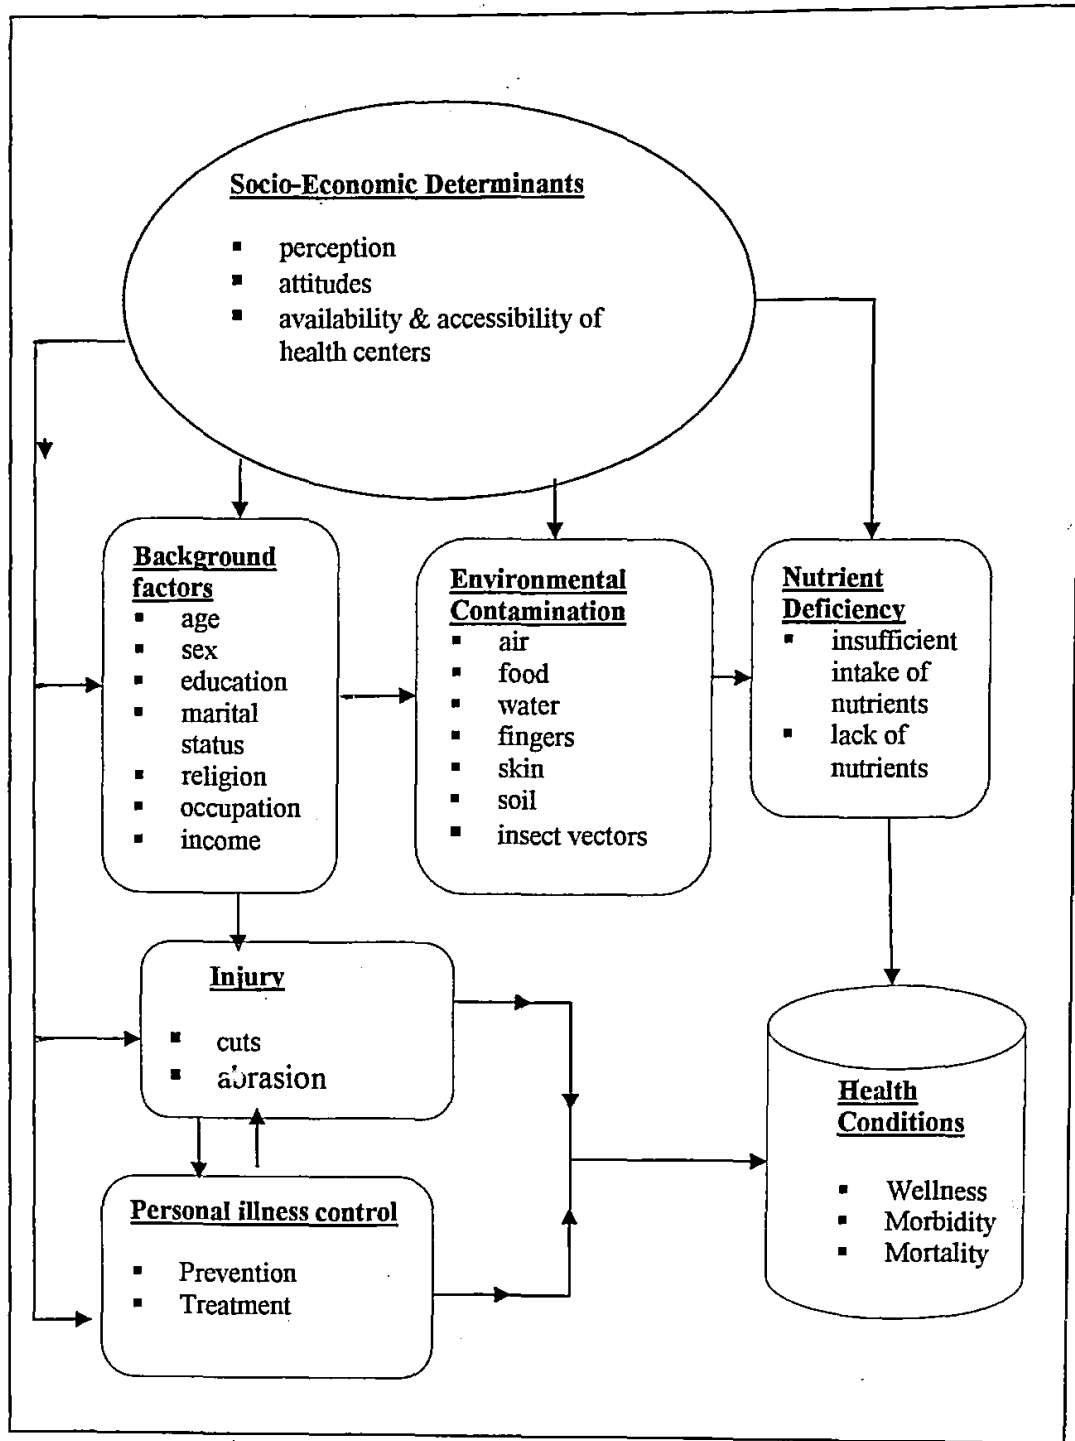 Socio-Economic Determinants
▪ perception
▪ attitudes
▪ availability & accessibility of
health centers
Background
factors
▪ age
▪ sex
▪ education
▪ marital
status
▪ religion
▪ occupation
▪ income
Environmental
Contamination
▪ air
▪ food
▪ water
▪ fingers
▪ skin
▪ soil
▪ insect vectors
Nutrient
Deficiency
▪ insufficient
intake of
nutrients
▪ lack of
nutrients
Injury
▪ cuts
▪ abrasion
Personal illness control
▪ Prevention
▪ Treatment
Health
Conditions
▪ Wellness
▪ Morbidity
▪ Mortality